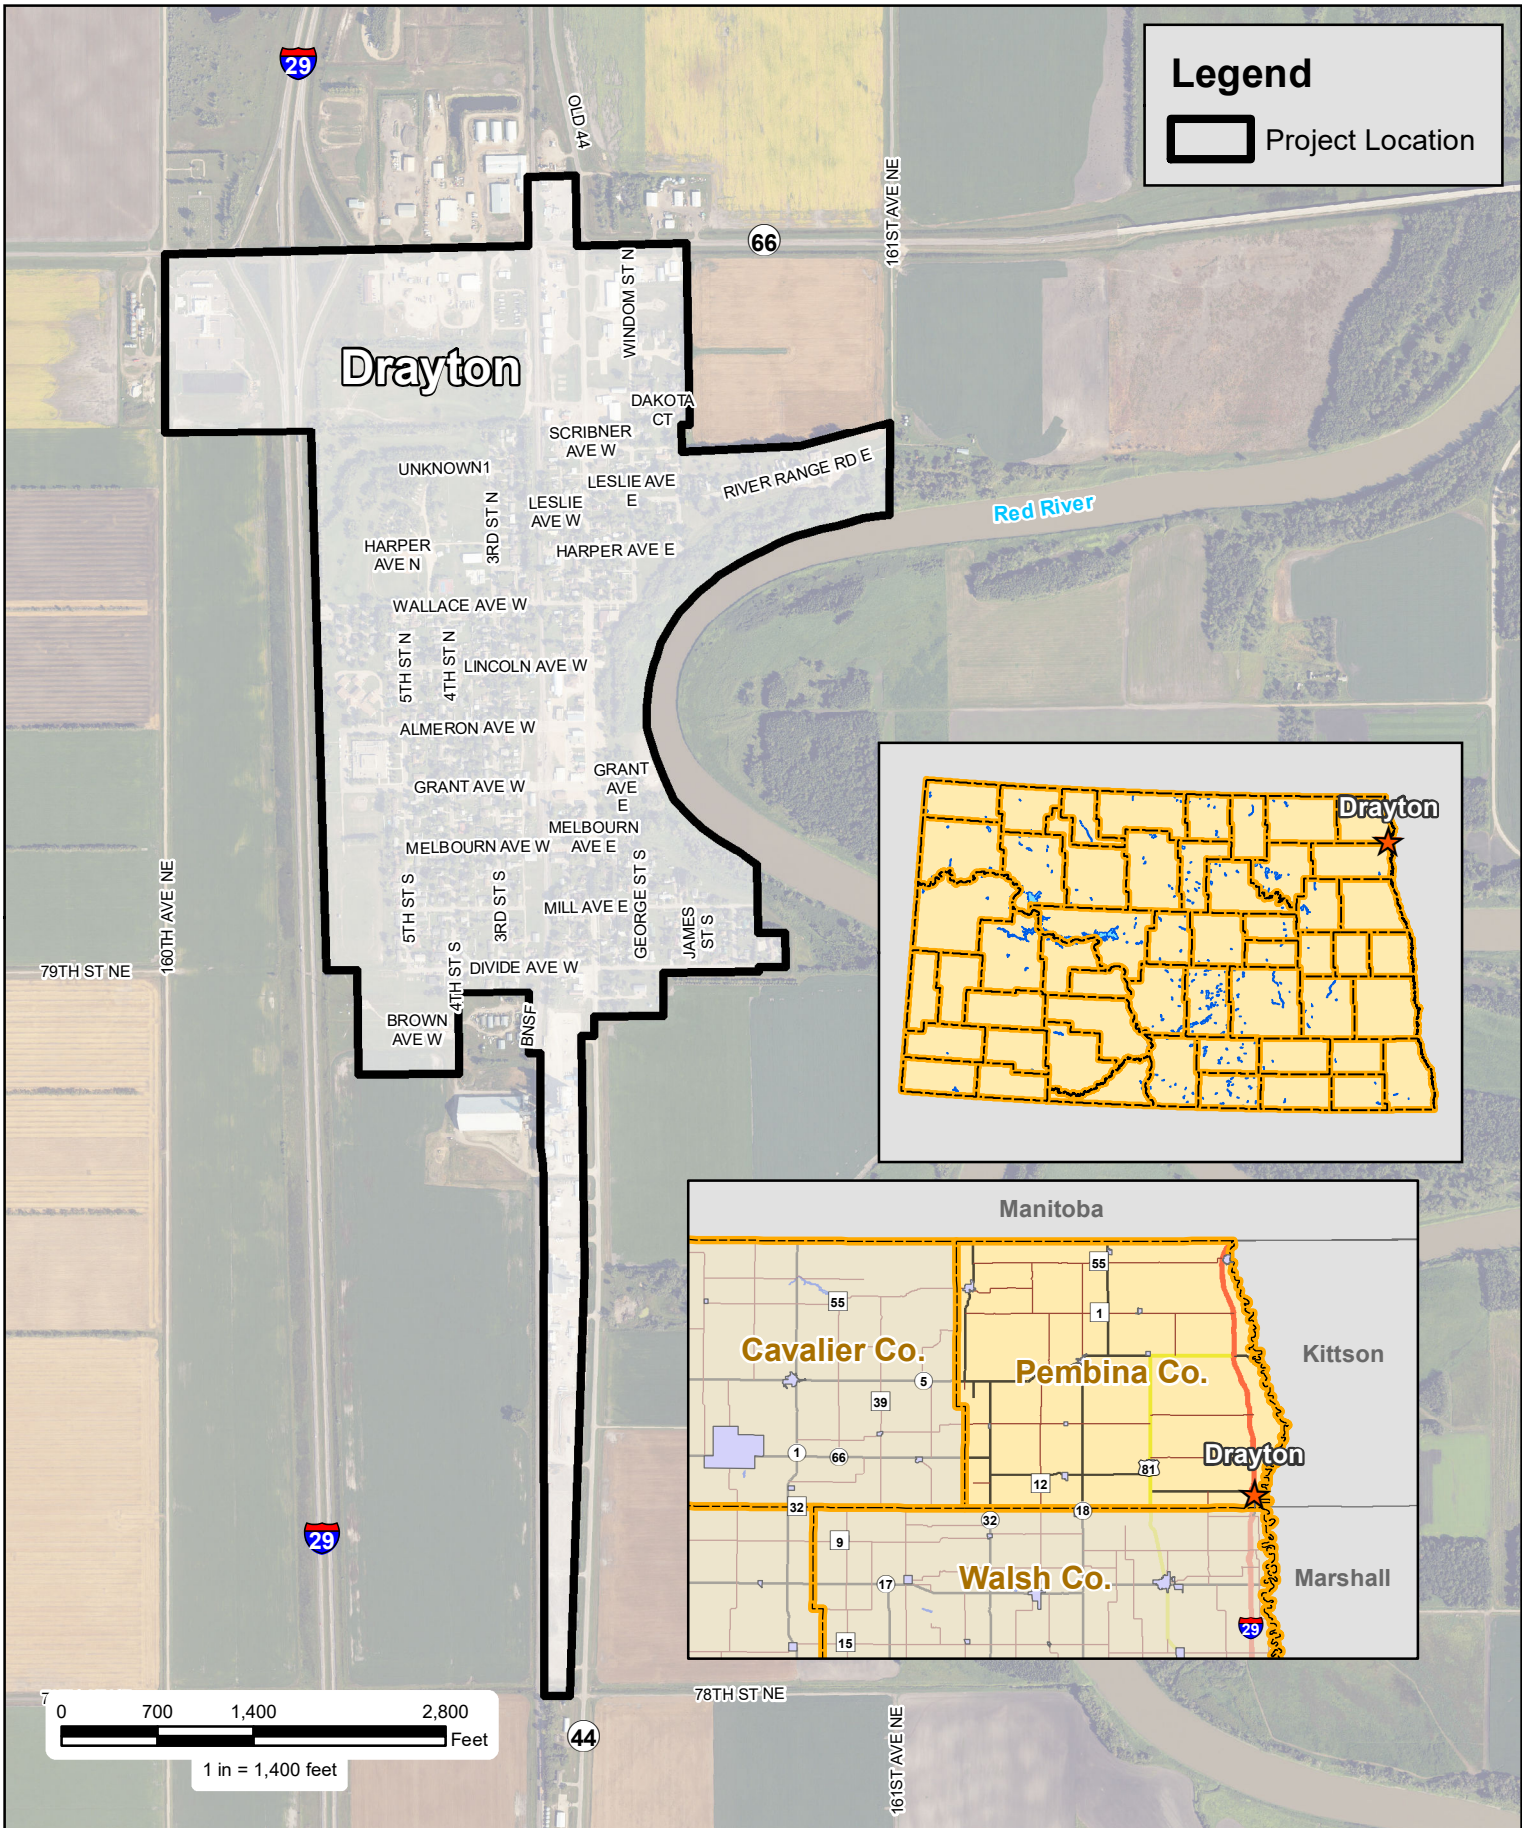 29
OLD 44
Legend
Project Location
161ST AVE NE
66
WINDOM ST N
Drayton
DAKOTA
CT
SCRIBNER
AVE W
UNKNOWN1
LESLIE AVE
E
RIVER RANGE RD E
3RD ST N
LESLIE
AVE W
Red River
HARPER
AVE N
HARPER AVE E
WALLACE AVE W
5TH ST N
4TH ST N
LINCOLN AVE W
ALMERON AVE W
GRANT AVE W
GRANT
AVE
E
MELBOURN
AVE E
MELBOURN AVE W
160TH AVE NE
5TH ST S
3RD ST S
MILL AVE E
GEORGE ST S
JAMES
ST S
79TH ST NE
4TH ST S
DIVIDE AVE W
BROWN
AVE W
BNSF
Drayton
Manitoba
55
55
1
Cavalier Co.
Pembina Co.
Kittson
5
39
1
66
81
Drayton
12
32
18
32
9
17
Walsh Co.
Marshall
29
15
29
78TH ST NE
0 700 1,400 2,800
Feet
1 in = 1,400 feet
44
161ST AVE NE